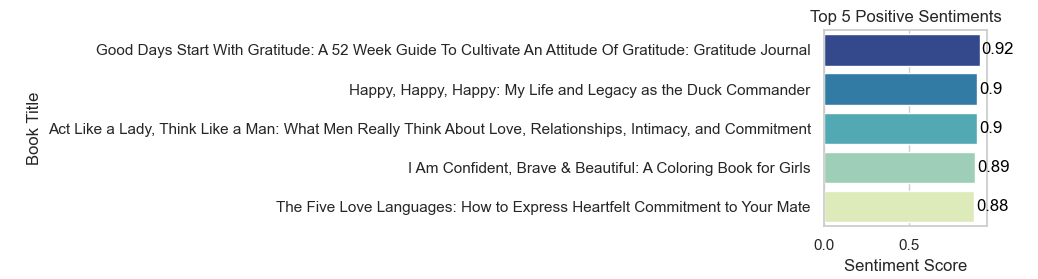 Top 5 Positive Sentiments
Book Title
Good Days Start With Gratitude: A 52 Week Guide To Cultivate An Attitude Of Gratitude: Gratitude Journal 0.92
Happy, Happy, Happy: My Life and Legacy as the Duck Commander 0.9
Act Like a Lady, Think Like a Man: What Men Really Think About Love, Relationships, Intimacy, and Commitment 0.9
I Am Confident, Brave & Beautiful: A Coloring Book for Girls 0.89
The Five Love Languages: How to Express Heartfelt Commitment to Your Mate 0.88
0.0 0.5
Sentiment Score